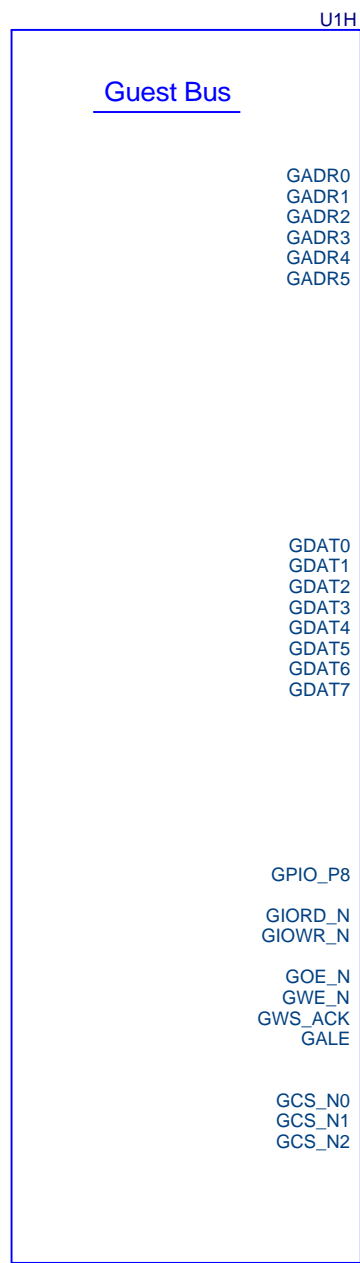 U1H
Guest Bus
GADR0
GADR1
GADR2
GADR3
GADR4
GADR5
GDAT0
GDAT1
GDAT2
GDAT3
GDAT4
GDAT5
GDAT6
GDAT7
GPIO_P8
GIORD_N
GIOWR_N
GOE_N
GWE_N
GWS_ACK
GALE
GCS_N0
GCS_N1
GCS_N2